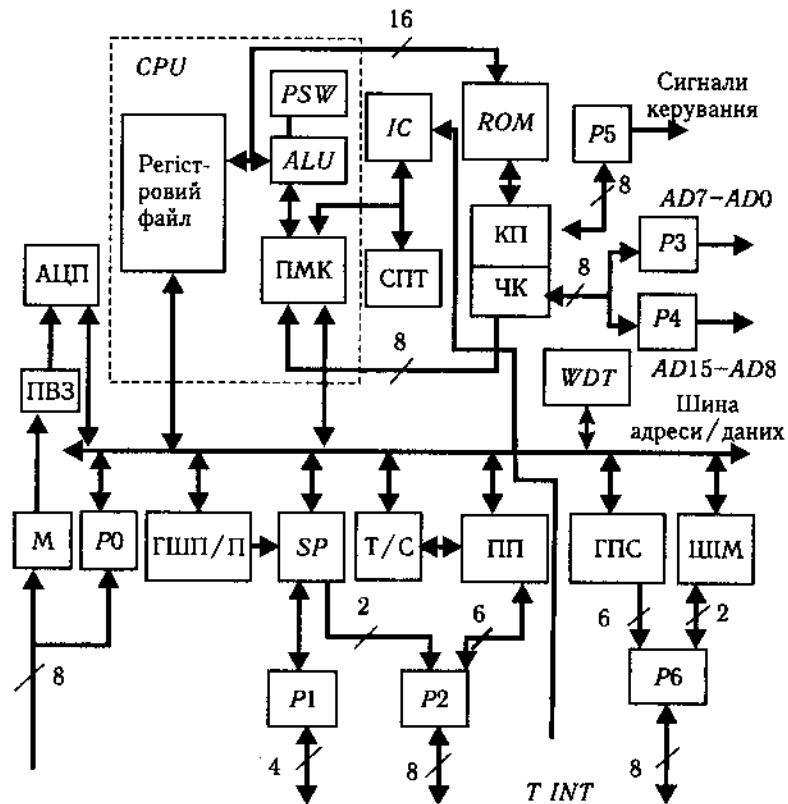 16
CPU
PSW
ALU
Регіст-
ровий
файл
ПМК
IC
СПТ
ROM
КП
ЧК
P5
Сигнали
керування
8
AD7–AD0
P3
8
P4
AD15–AD8
АЦП
ПВЗ
8
WDT
Шина
адреси/даних
М
P0
ГШП/П
SP
Т/С
ПП
ГПС
ШІМ
2
6
6
2
8
P1
P2
P6
4
8
T INT
8